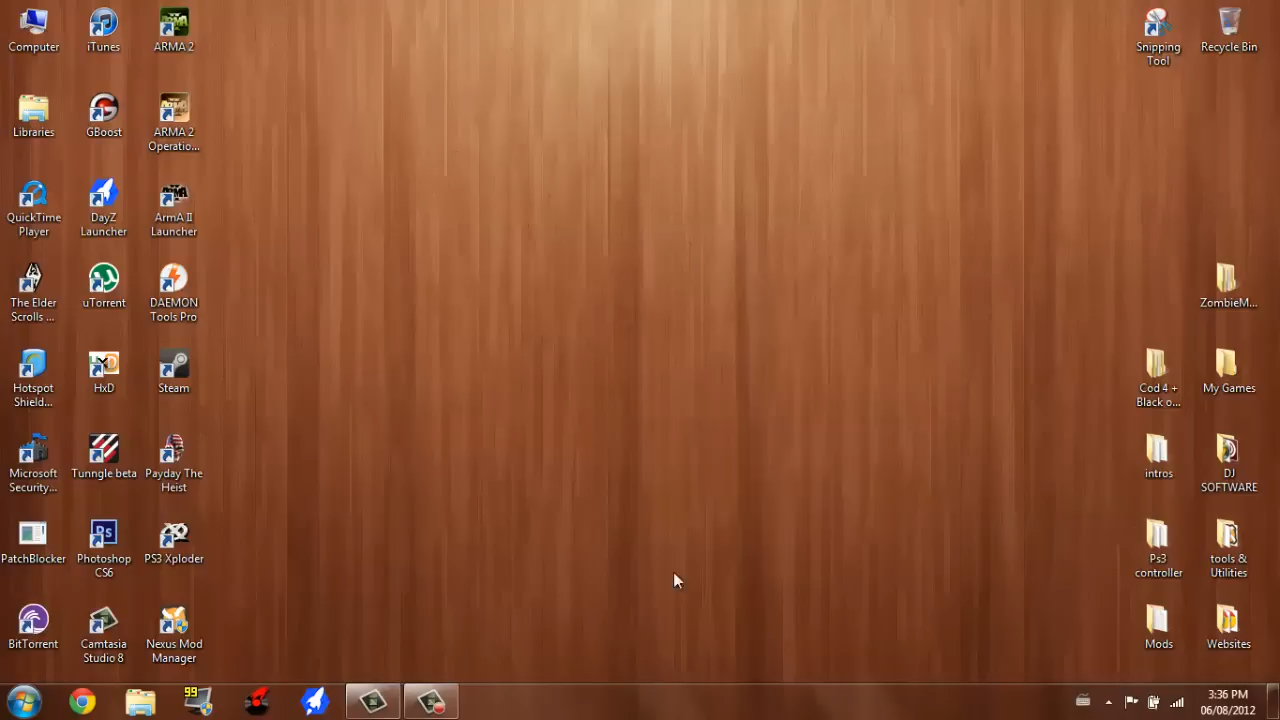 Computer
iTunes
ARMA 2
Snipping
Tool
Recycle Bin
Libraries
GBoost
ARMA 2
Operatio...
QuickTime
Player
DayZ
Launcher
ArmA II
Launcher
The Elder
Scrolls ...
uTorrent
DAEMON
Tools Pro
ZombieM...
Hotspot
Shield...
HxD
Steam
Cod 4 +
Black o...
My Games
Microsoft
Security...
Tunngle beta
Payday The
Heist
intros
DJ
SOFTWARE
PatchBlocker
Photoshop
CS6
PS3 Xploder
Ps3
controller
tools &
Utilities
BitTorrent
Camtasia
Studio 8
Nexus Mod
Manager
Mods
Websites
99
3:36 PM
06/08/2012